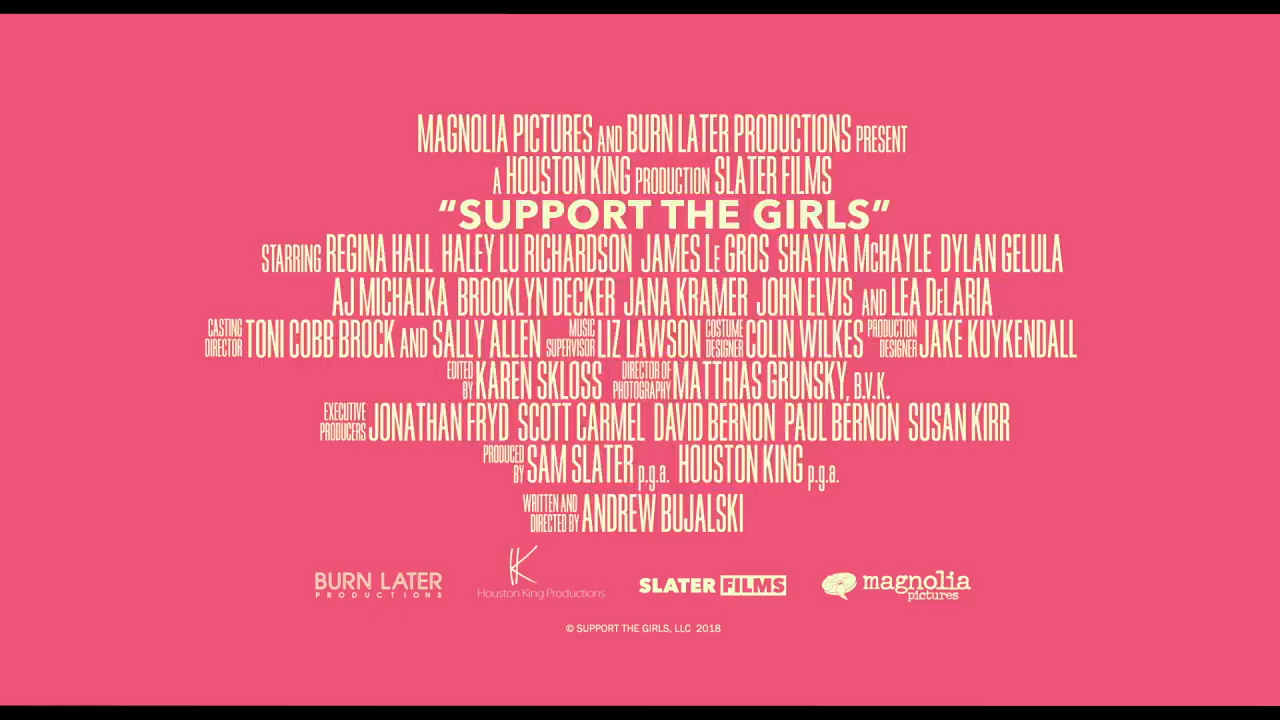 MAGNOLIA PICTURES AND BURN LATER PRODUCTIONS PRESENT
A HOUSTON KING PRODUCTION SLATER FILMS
“SUPPORT THE GIRLS”
STARRING REGINA HALL HALEY LU RICHARDSON JAMES LE GROS SHAYNA McHAYLE DYLAN GELULA
AJ MICHALKA BROOKLYN DECKER JANA KRAMER JOHN ELVIS AND LEA DeLARIA
CASTING DIRECTOR TONI COBB BROCK AND SALLY ALLEN MUSIC SUPERVISOR LIZ LAWSON COSTUME DESIGNER COLIN WILKES PRODUCTION DESIGNER JAKE KUYKENDALL
EDITED BY KAREN SKLOSS DIRECTOR OF PHOTOGRAPHY MATTHIAS GRUNSKY, B.V.K.
EXECUTIVE PRODUCERS JONATHAN FRYD SCOTT CARMEL DAVID BERNON PAUL BERNON SUSAN KIRR
PRODUCED BY SAM SLATER p.g.a. HOUSTON KING p.g.a.
WRITTEN AND DIRECTED BY ANDREW BUJALSKI
BURN LATER
PRODUCTIONS
HK
Houston King Productions
SLATER FILMS
magnolia
pictures
© SUPPORT THE GIRLS, LLC 2018